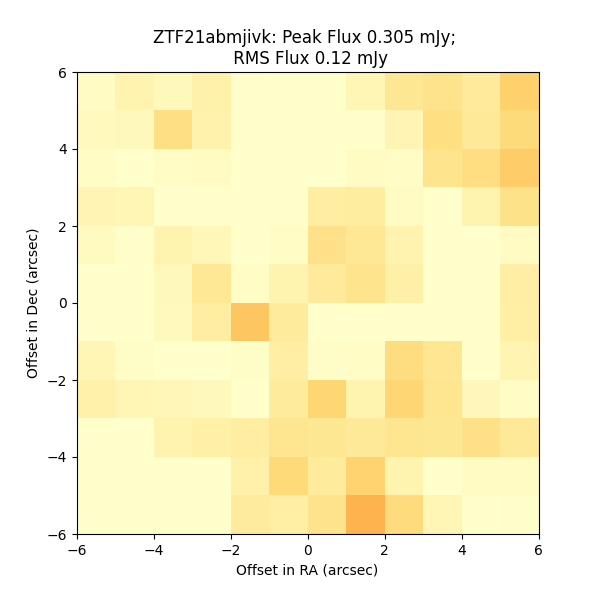 ZTF21abmjivk: Peak Flux 0.305 mJy;
RMS Flux 0.12 mJy
6
4
2
0
−2
−4
−6
Offset in Dec (arcsec)
−6 −4 −2 0 2 4 6
Offset in RA (arcsec)